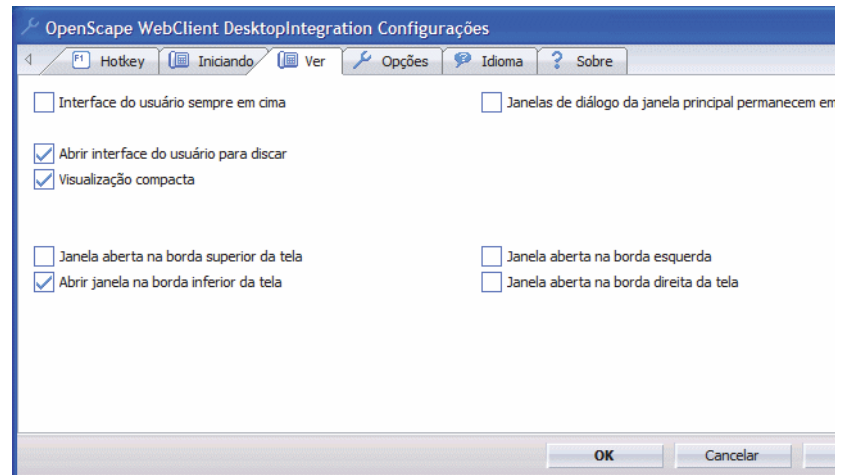 OpenScape WebClient DesktopIntegration Configurações
F1 Hotkey Iniciando Ver Opções Idioma ? Sobre
Interface do usuário sempre em cima
Janelas de diálogo da janela principal permanecem em
Abrir interface do usuário para discar
Visualização compacta
Janela aberta na borda superior da tela
Janela aberta na borda esquerda
Abrir janela na borda inferior da tela
Janela aberta na borda direita da tela
OK Cancelar